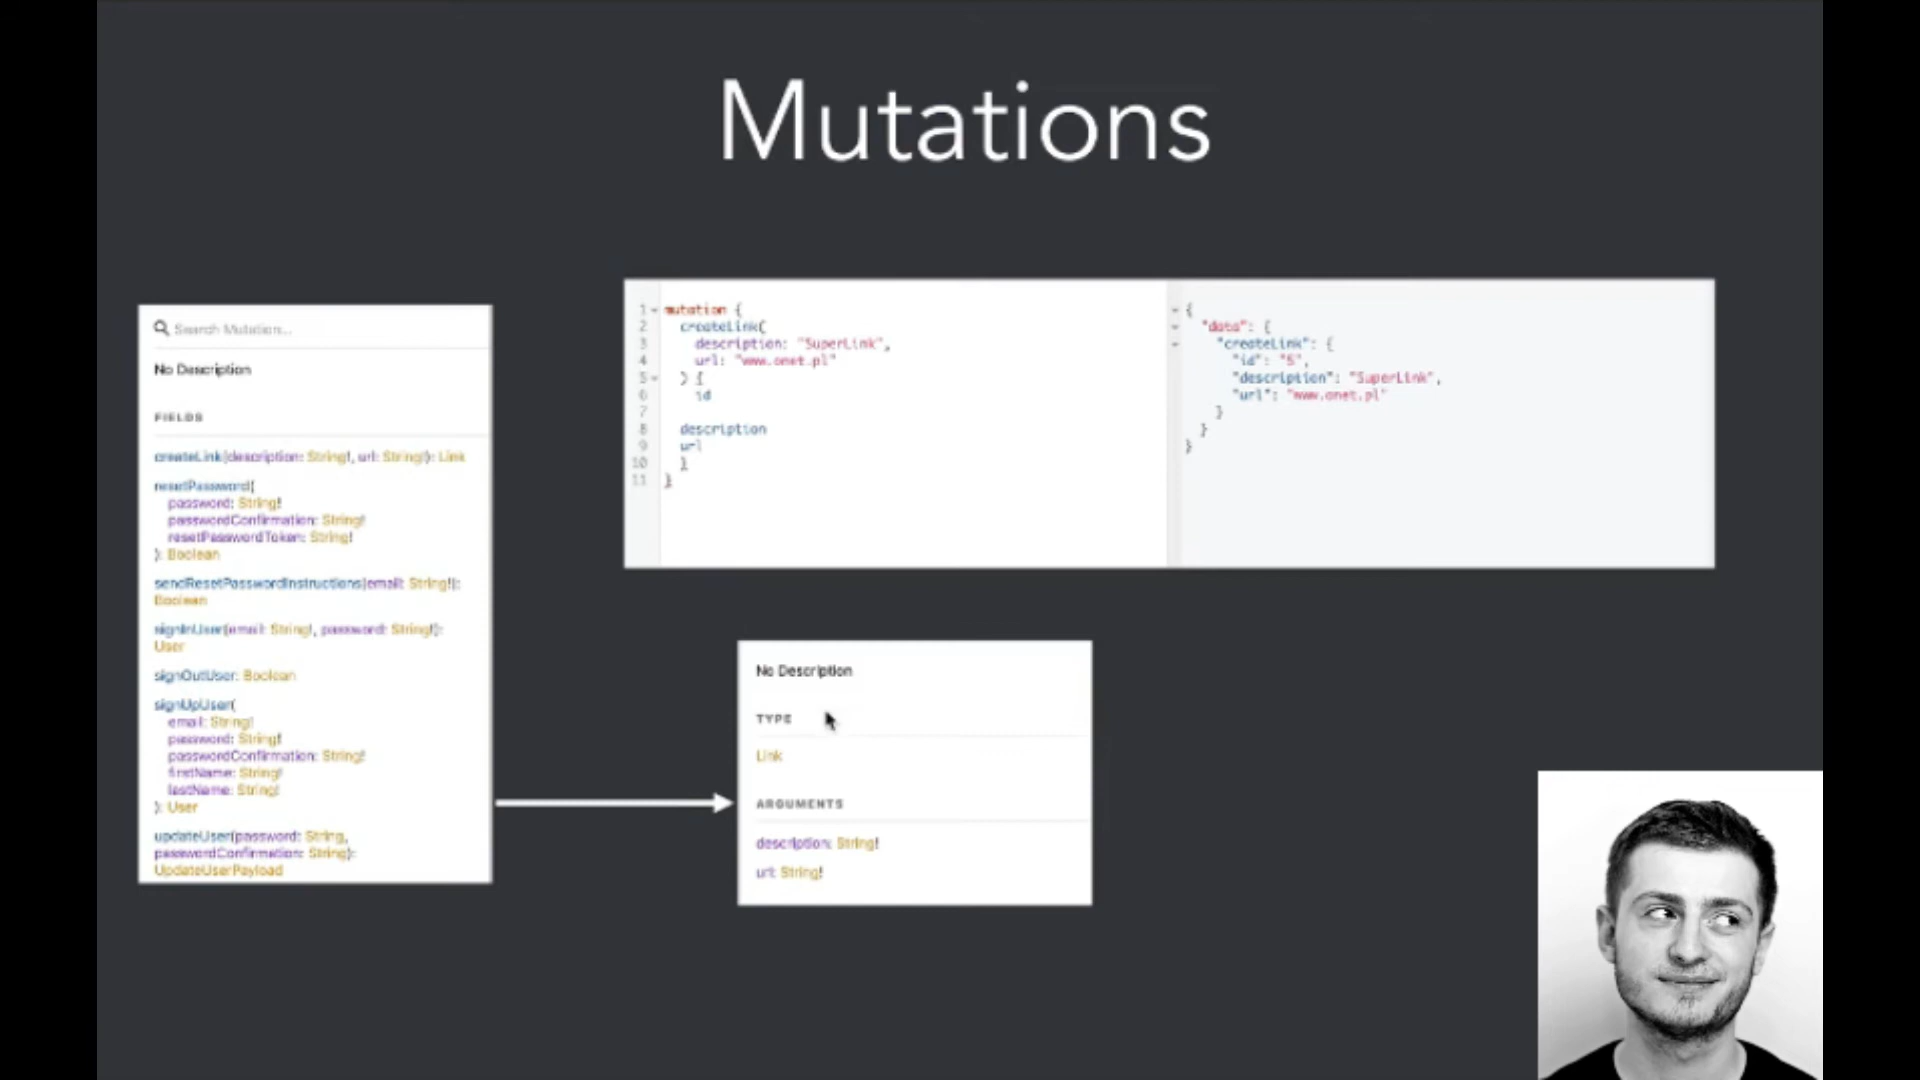 Mutations
Search Mutation...
No Description
FIELDS
createLink(description: String!, url: String!): Link
resetPassword(
password: String!
passwordConfirmation: String!
resetPasswordToken: String!
): Boolean
sendResetPasswordInstructions(email: String!):
Boolean
signInUser(email: String!, password: String!):
User
signOutUser: Boolean
signUpUser(
email: String!
password: String!
passwordConfirmation: String!
firstName: String!
lastName: String!
): User
updateUser(password: String,
passwordConfirmation: String):
UpdateUserPayload
1 mutation {
2 createLink(
3 description: "SuperLink",
4 url: "www.onet.pl"
5 ) {
6 id
7
8 description
9 url
10 }
11 }
{
"data": {
"createLink": {
"id": "5",
"description": "SuperLink",
"url": "www.onet.pl"
}
}
}
No Description
TYPE
Link
ARGUMENTS
description: String!
url: String!